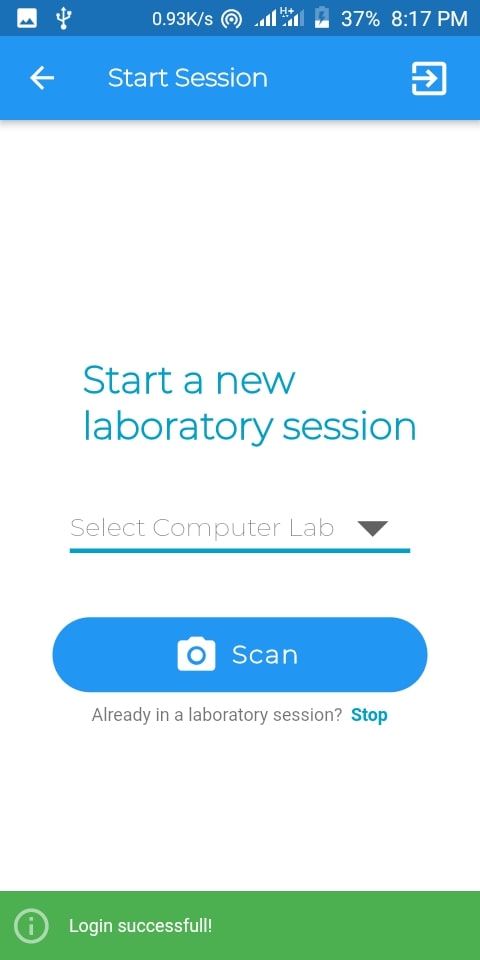 0.93K/s H+ 37% 8:17 PM
Start Session
Start a new
laboratory session
Select Computer Lab
Scan
Already in a laboratory session? Stop
Login successfull!